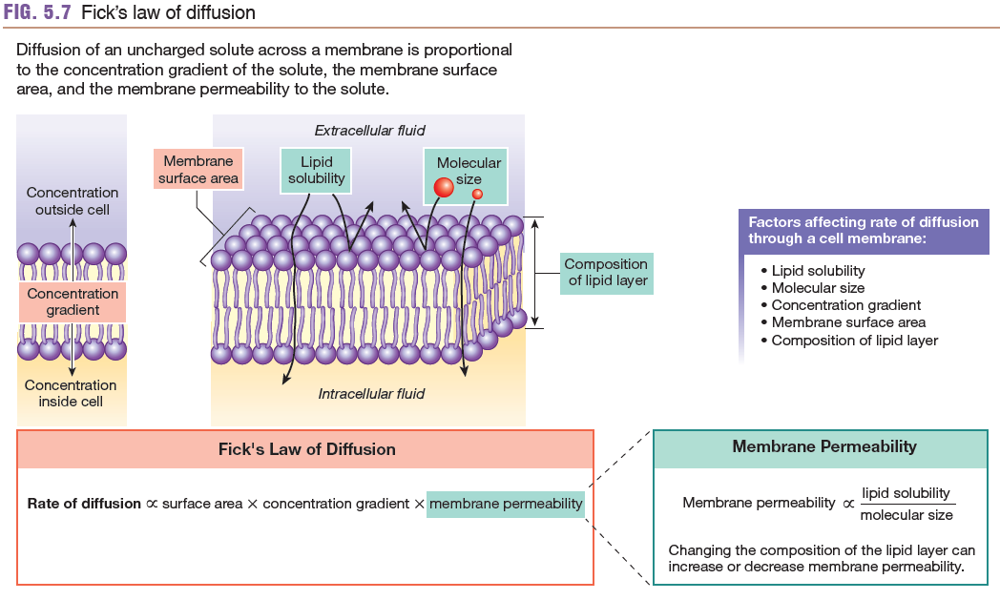 FIG. 5.7 Fick's law of diffusion
Diffusion of an uncharged solute across a membrane is proportional
to the concentration gradient of the solute, the membrane surface
area, and the membrane permeability to the solute.
Concentration
outside cell
Concentration
gradient
Concentration
inside cell
Extracellular fluid
Membrane
surface area
Lipid
solubility
Molecular
size
Composition
of lipid layer
Intracellular fluid
Factors affecting rate of diffusion
through a cell membrane:
• Lipid solubility
• Molecular size
• Concentration gradient
• Membrane surface area
• Composition of lipid layer
Fick's Law of Diffusion
Rate of diffusion ∝ surface area × concentration gradient × membrane permeability
Membrane Permeability
Membrane permeability ∝
lipid solubility
molecular size
Changing the composition of the lipid layer can
increase or decrease membrane permeability.